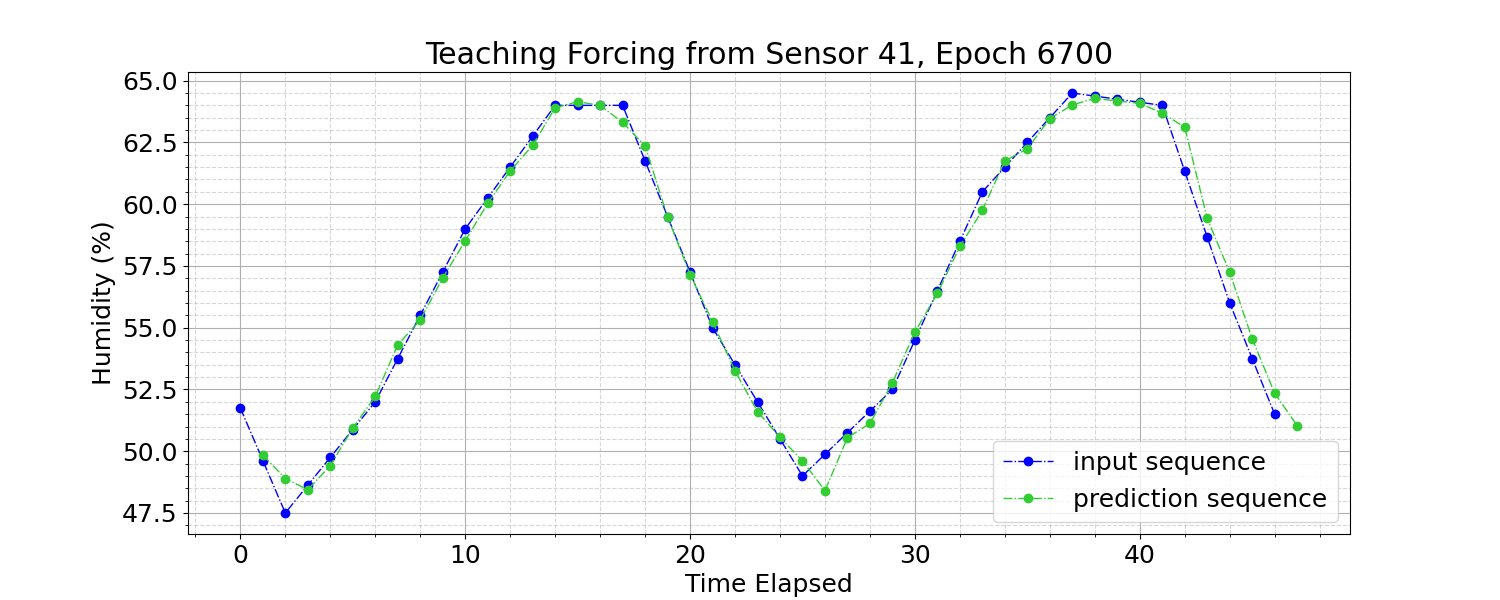 Teaching Forcing from Sensor 41, Epoch 6700
65.0
62.5
60.0
57.5
55.0
52.5
50.0
47.5
Humidity (%)
input sequence
prediction sequence
0 10 20 30 40
Time Elapsed